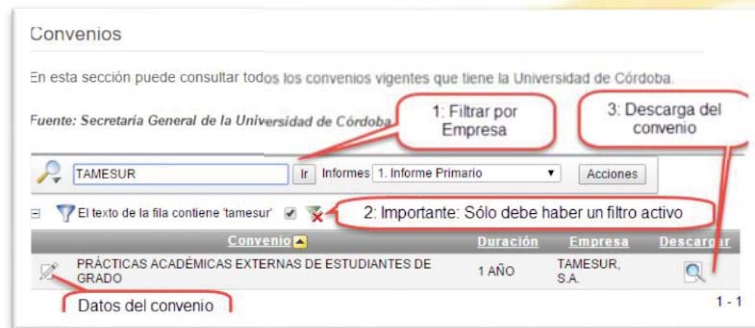 Convenios
En esta sección puede consultar todos los convenios vigentes que tiene la Universidad de Córdoba.
Fuente: Secretaría General de la Universidad de Córdoba
1: Filtrar por
Empresa
3: Descarga del
convenio
TAMESUR
Ir
Informes
1. Informe Primario
Acciones
El texto de la fila contiene 'tamesur'
2: Importante: Sólo debe haber un filtro activo
Convenio Duración Empresa Descargar
PRÁCTICAS ACADÉMICAS EXTERNAS DE ESTUDIANTES DE
GRADO
1 AÑO
TAMESUR,
S.A.
Datos del convenio
1 - 1